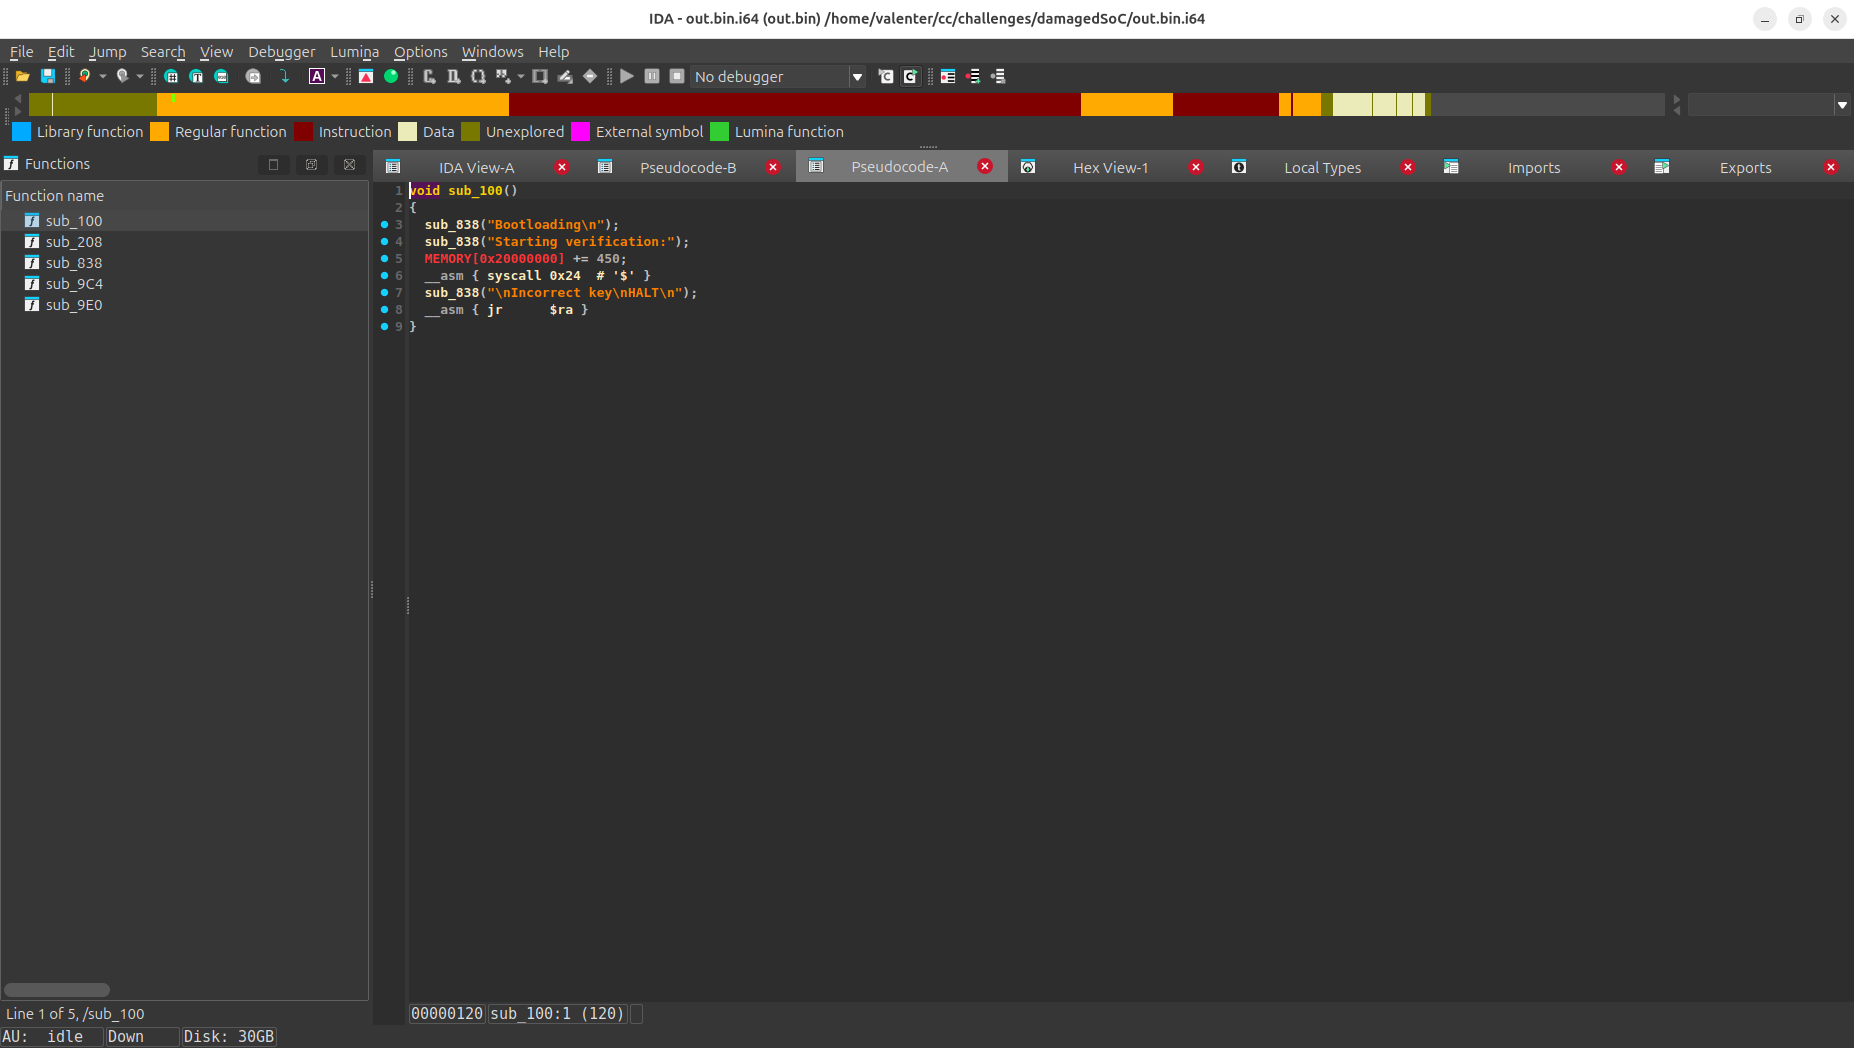 IDA - out.bin.i64 (out.bin) /home/valenter/cc/challenges/damagedSoC/out.bin.i64
File Edit Jump Search View Debugger Lumina Options Windows Help
A No debugger
Library function Regular function Instruction Data Unexplored External symbol Lumina function
Functions
IDA View-A Pseudocode-B Pseudocode-A Hex View-1 Local Types Imports Exports
Function name
sub_100
sub_208
sub_838
sub_9C4
sub_9E0
1 void sub_100()
2 {
3 sub_838("Bootloading\n");
4 sub_838("Starting verification:");
5 MEMORY[0x20000000] += 450;
6 __asm { syscall 0x24 # '$' }
7 sub_838("\nIncorrect key\nHALT\n");
8 __asm { jr $ra }
9 }
Line 1 of 5, /sub_100
00000120 sub_100:1 (120)
AU: idle Down Disk: 30GB